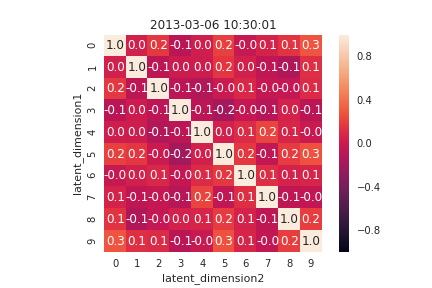 2013-03-06 10:30:01
0 1.0 0.0 0.2 -0.1 0.0 0.2 -0.0 0.1 0.1 0.3
1 0.0 1.0 -0.1 0.0 0.0 0.2 0.0 -0.1 -0.1 0.1
2 0.2 -0.1 1.0 -0.1 -0.1 -0.0 0.1 -0.0 -0.0 0.1
3 -0.1 0.0 -0.1 1.0 -0.1 -0.2 -0.0 -0.1 0.0 -0.1
4 0.0 0.0 -0.1 -0.1 1.0 0.0 0.1 0.2 0.1 -0.0
5 0.2 0.2 -0.0 -0.2 0.0 1.0 0.2 -0.1 0.2 0.3
6 -0.0 0.0 0.1 -0.0 0.1 0.2 1.0 0.1 0.1 0.1
7 0.1 -0.1 -0.0 -0.1 0.2 -0.1 0.1 1.0 -0.1 -0.0
8 0.1 -0.1 -0.0 0.0 0.1 0.2 0.1 -0.1 1.0 0.2
9 0.3 0.1 0.1 -0.1 -0.0 0.3 0.1 -0.0 0.2 1.0
0 1 2 3 4 5 6 7 8 9
latent_dimension2
latent_dimension1
0.8
0.4
0.0
-0.4
-0.8